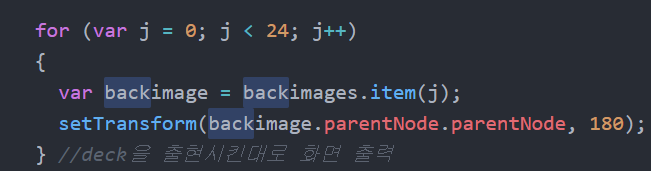 for (var j = 0; j < 24; j++)
{
var backimage = backimages.item(j);
setTransform(backimage.parentNode.parentNode, 180);
} //deck을 출현시킨대로 화면 출력